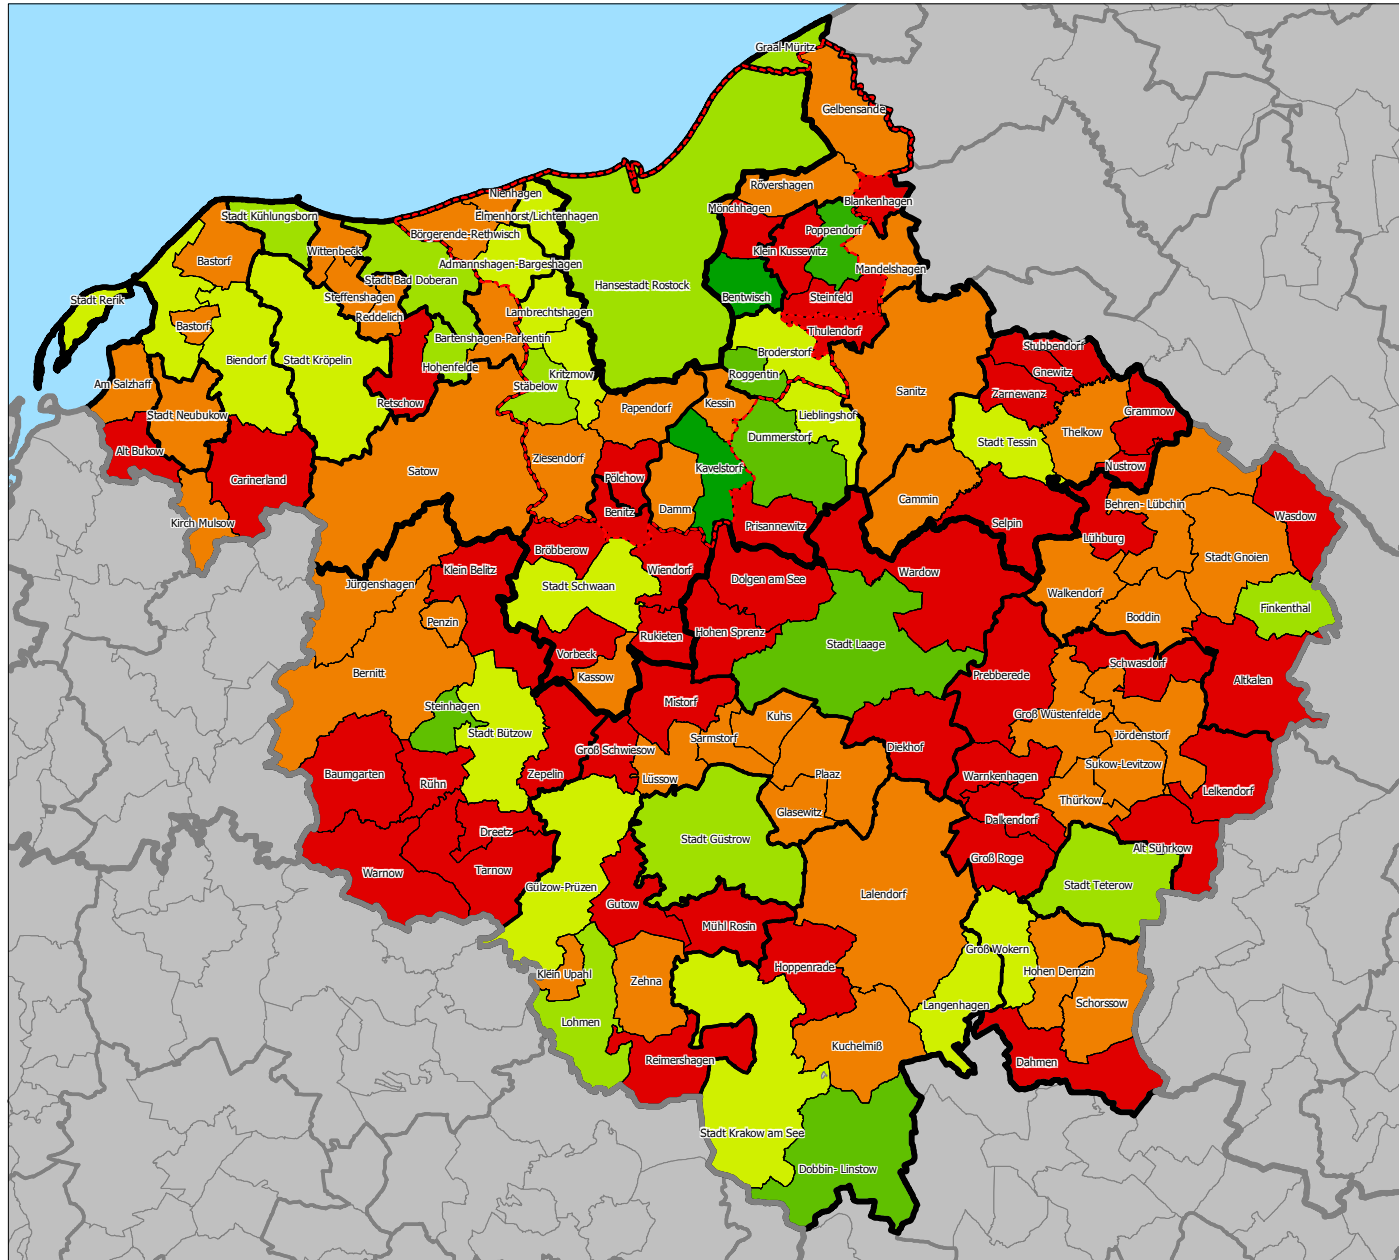 Graal-Müritz
Gelbensande
Rövershagen
Nienhagen
Blankenhagen
Mönchhagen
Stadt Kühlungsborn
Elmenhorst/Lichtenhagen
Poppendorf
Börgerende-Rethwisch
Wittenbeck
Klein Kussewitz
Bastorf
Admannshagen-Bargeshagen
Mandelshagen
Stadt Bad Doberan
Hansestadt Rostock
Steffenshagen
Bentwisch
Steinfeld
Stadt Rerik
Lambrechtshagen
Reddelich
Bastorf
Thulendorf
Bartenshagen-Parkentin
Stubbendorf
Broderstorf
Biendorf
Stadt Kröpelin
Hohenfelde
Gnewitz
Kritzmow
Roggentin
Am Salzhaff
Stäbelow
Sanitz
Zarnewanz
Retschow
Kessin
Papendorf
Grammow
Stadt Neubukow
Lieblingshof
Thelkow
Dummerstorf
Stadt Tessin
Alt Bukow
Ziesendorf
Nustrow
Kavelstorf
Satow
Pölchow
Carinerland
Cammin
Behren- Lübchin
Benitz
Damm
Wasdow
Kirch Mulsow
Prisannewitz
Selpin
Lühburg
Bröbberow
Stadt Gnoien
Klein Belitz
Wiendorf
Wardow
Dolgen am See
Jürgenshagen
Stadt Schwaan
Walkendorf
Finkenthal
Boddin
Penzin
Hohen Sprenz
Rukieten
Stadt Laage
Vorbeck
Schwasdorf
Bernitt
Kassow
Prebberede
Altkalen
Mistorf
Steinhagen
Groß Wüstenfelde
Kuhs
Stadt Bützow
Sarmstorf
Jördenstorf
Groß Schwiesow
Diekhof
Sukow-Levitzow
Baumgarten
Zepelin
Plaaz
Warnkenhagen
Rühn
Lüssow
Lelkendorf
Thürkow
Glasewitz
Dalkendorf
Dreetz
Stadt Güstrow
Alt Sührkow
Groß Roge
Tarnow
Warnow
Stadt Teterow
Gülzow-Prüzen
Lalendorf
Gutow
Mühl Rosin
Groß Wokern
Hoppenrade
Hohen Demzin
Klein Upahl
Zehna
Schorssow
Langenhagen
Lohmen
Kuchelmiß
Reimershagen
Dahmen
Stadt Krakow am See
Dobbin- Linstow